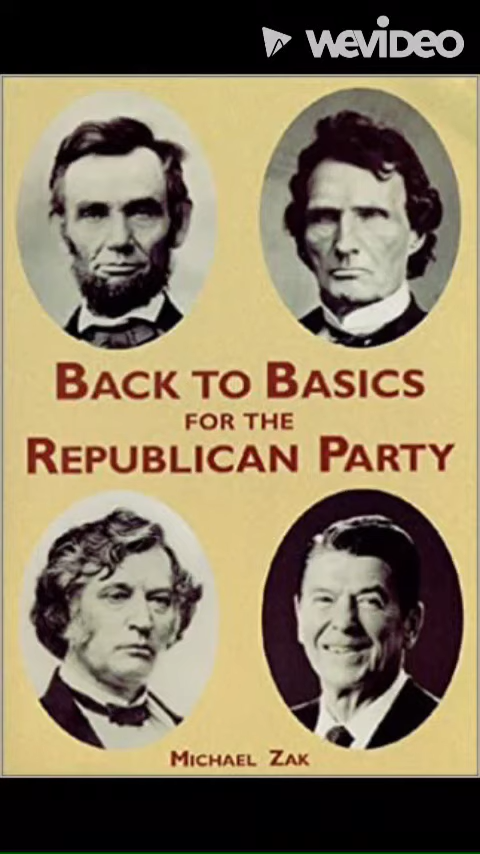 WEVIDEO
BACK TO BASICS
FOR THE
REPUBLICAN PARTY
MICHAEL ZAK